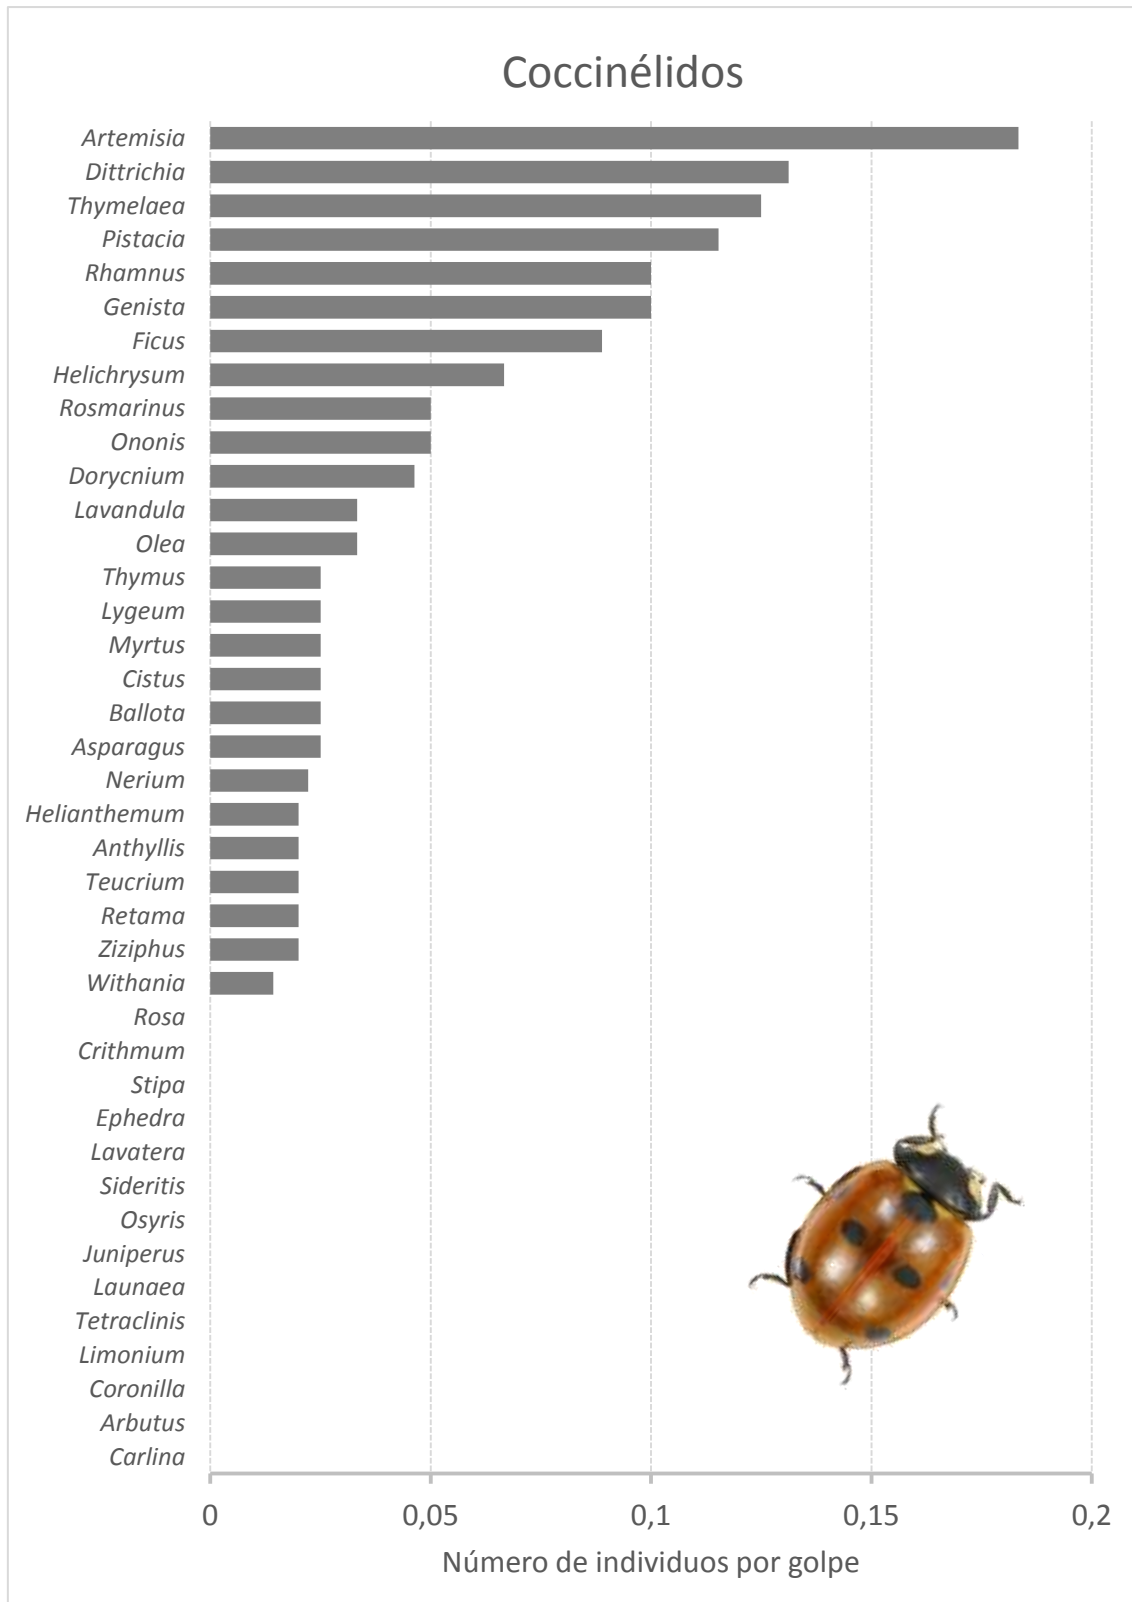 Coccinélidos
Artemisia
Dittrichia
Thymelaea
Pistacia
Rhamnus
Genista
Ficus
Helichrysum
Rosmarinus
Ononis
Dorycnium
Lavandula
Olea
Thymus
Lygeum
Myrtus
Cistus
Ballota
Asparagus
Nerium
Helianthemum
Anthyllis
Teucrium
Retama
Ziziphus
Withania
Rosa
Crithmum
Stipa
Ephedra
Lavatera
Sideritis
Osyris
Juniperus
Launaea
Tetraclinis
Limonium
Coronilla
Arbutus
Carlina
0 0,05 0,1 0,15 0,2
Número de individuos por golpe